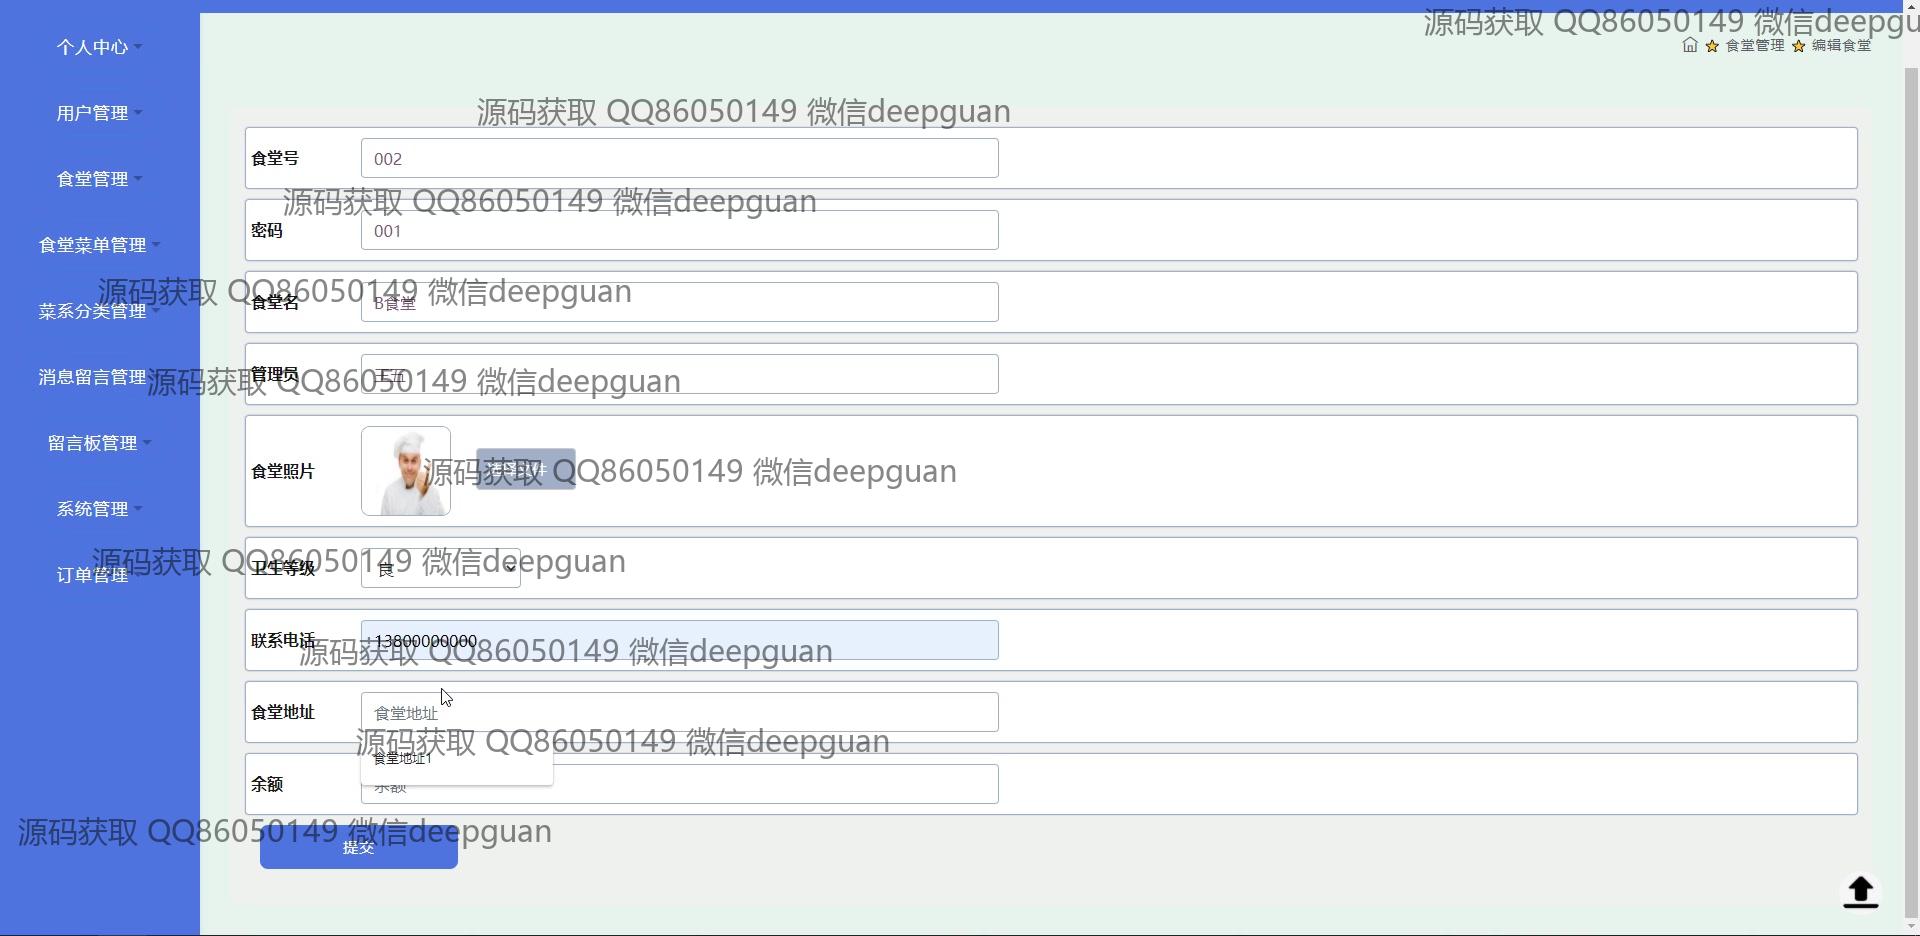 源码获取 QQ86050149 微信deepgu
个人中心
食堂管理 编辑食堂
用户管理
源码获取 QQ86050149 微信deepguan
食堂号 002
食堂管理
源码获取 QQ86050149 微信deepguan
密码 001
食堂菜单管理
源码获取 QQ86050149 微信deepguan
食堂名 B食堂
菜系分类管理
消息留言管理
源码获取 QQ86050149 微信deepguan
管理员 王五
留言板管理
食堂照片
源码获取 QQ86050149 微信deepguan
系统管理
源码获取 QQ86050149 微信deepguan
卫生等级 良
订单管理
联系电话 13800000000
源码获取 QQ86050149 微信deepguan
食堂地址 食堂地址
源码获取 QQ86050149 微信deepguan
食堂地址1
余额 余额
源码获取 QQ86050149 微信deepguan
提交